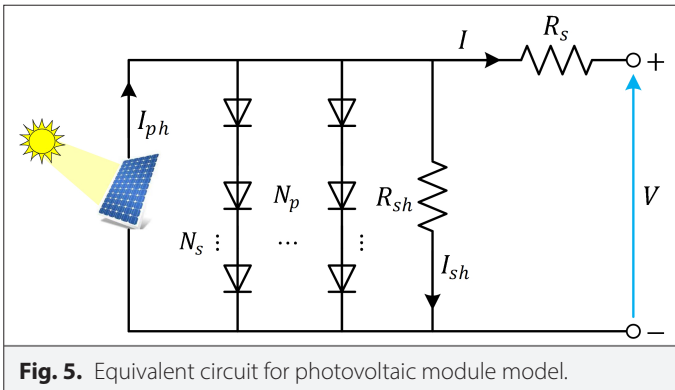 I
R_s
+
I_ph
N_p
R_sh
V
N_s ⋮ ... ⋮
I_sh
−
Fig. 5. Equivalent circuit for photovoltaic module model.